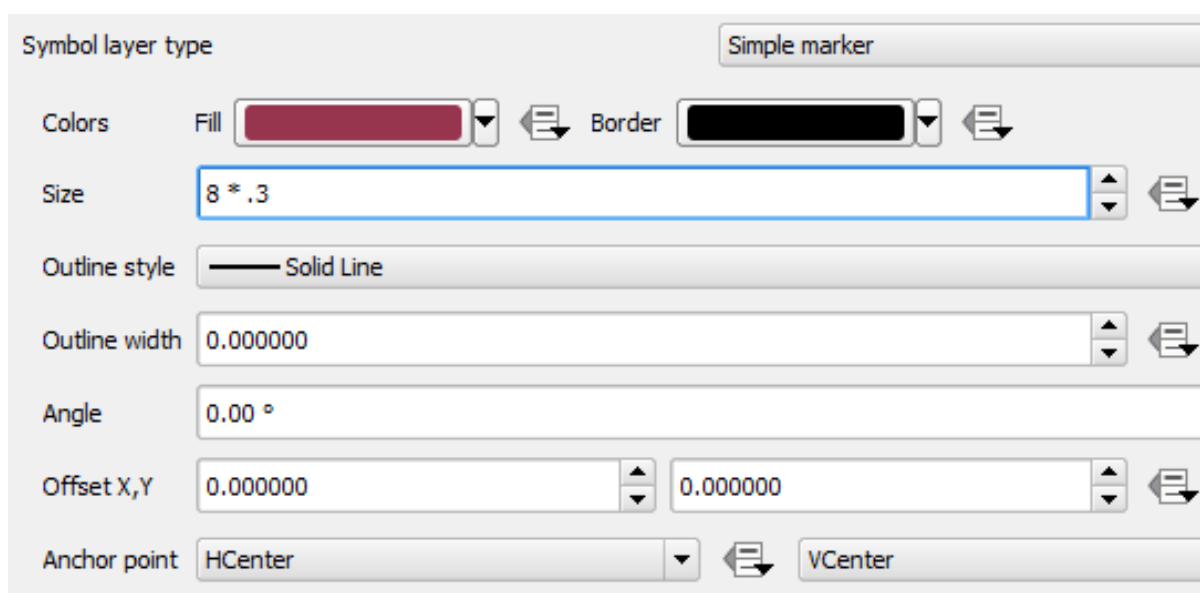 Symbol layer type Simple marker
Colors Fill Border
Size 8 * .3
Outline style Solid Line
Outline width 0.000000
Angle 0.00 °
Offset X,Y 0.000000 0.000000
Anchor point HCenter VCenter